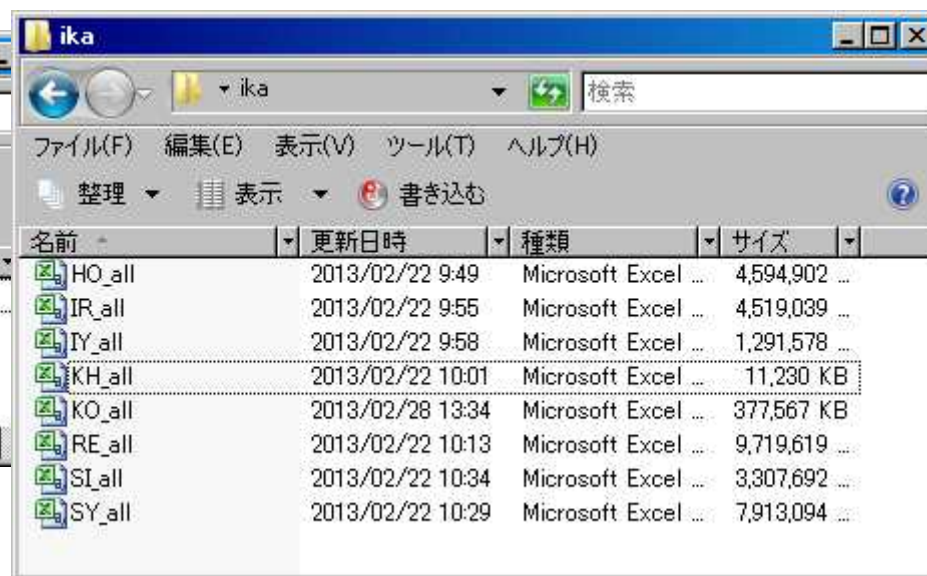 ika
ika 検索
ファイル(F) 編集(E) 表示(V) ツール(T) ヘルプ(H)
整理 表示 書き込む
名前 更新日時 種類 サイズ
HO_all 2013/02/22 9:49 Microsoft Excel ... 4,594,902 ...
IR_all 2013/02/22 9:55 Microsoft Excel ... 4,519,039 ...
IY_all 2013/02/22 9:58 Microsoft Excel ... 1,291,578 ...
KH_all 2013/02/22 10:01 Microsoft Excel ... 11,230 KB
KO_all 2013/02/28 13:34 Microsoft Excel ... 377,567 KB
RE_all 2013/02/22 10:13 Microsoft Excel ... 9,719,619 ...
SI_all 2013/02/22 10:34 Microsoft Excel ... 3,307,692 ...
SY_all 2013/02/22 10:29 Microsoft Excel ... 7,913,094 ...